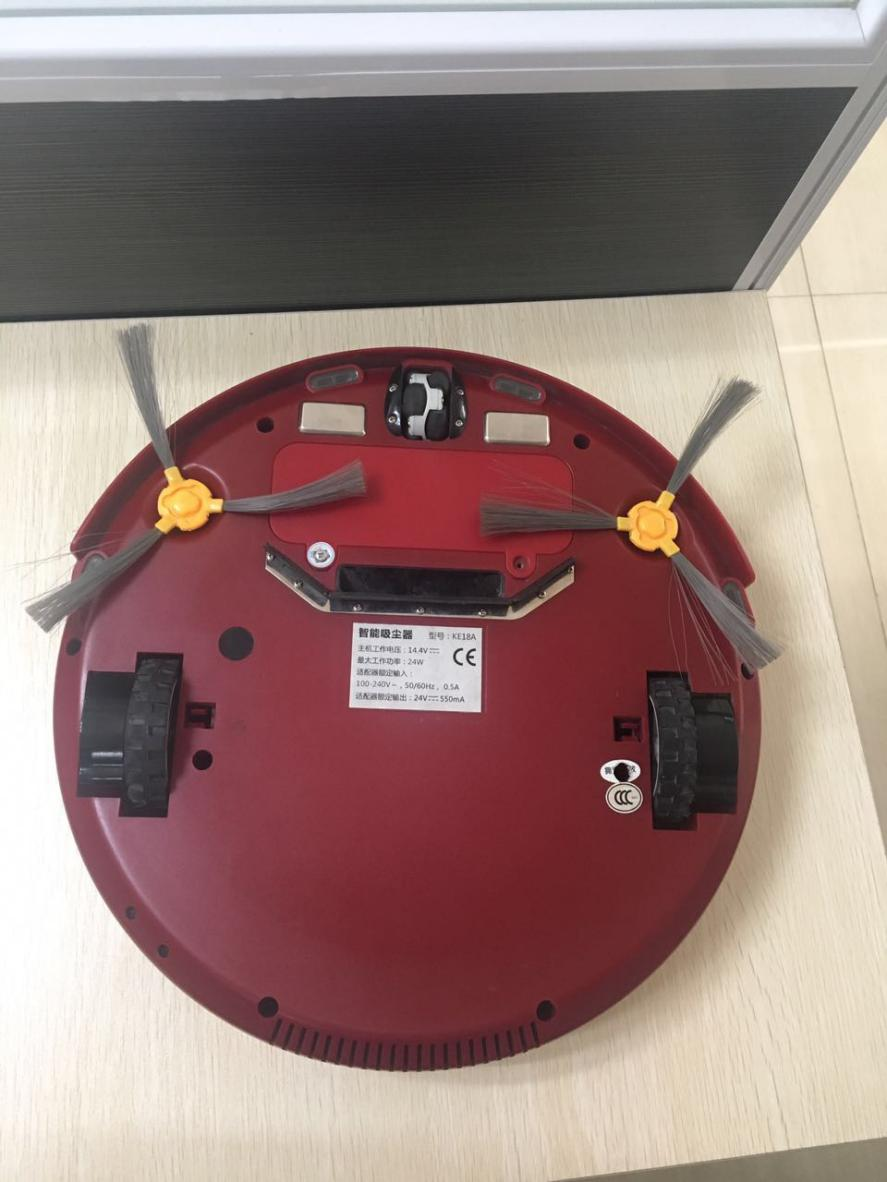 智能吸尘器 型号：KE18A
主机工作电压：14.4V⎓
最大工作功率：24W
CE
适配器额定输入：
100-240V～，50/60Hz，0.5A
适配器额定输出：24V⎓550mA
CCC